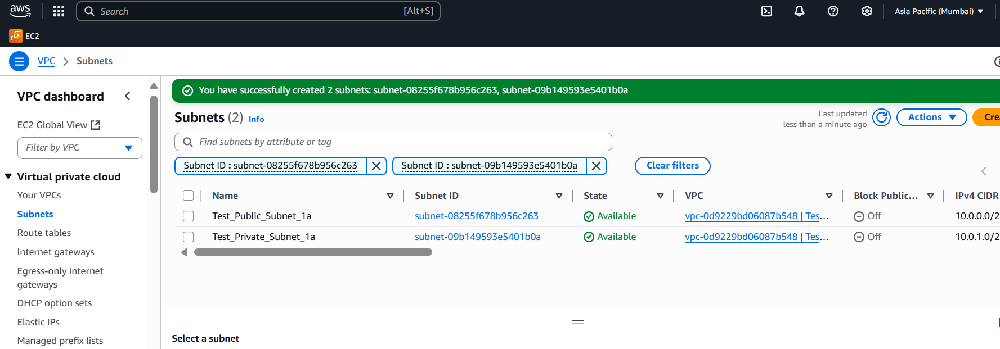 aws Search [Alt+S] Asia Pacific (Mumbai)
EC2
VPC Subnets
VPC dashboard
EC2 Global View
Filter by VPC
Virtual private cloud
Your VPCs
Subnets
Route tables
Internet gateways
Egress-only internet
gateways
DHCP option sets
Elastic IPs
Managed prefix lists
You have successfully created 2 subnets: subnet-08255f678b956c263, subnet-09b149593e5401b0a
Subnets (2) Info
Last updated
less than a minute ago
Actions
Cre
Find subnets by attribute or tag
Subnet ID : subnet-08255f678b956c263 Subnet ID : subnet-09b149593e5401b0a Clear filters
Name Subnet ID State VPC Block Public... IPv4 CIDR
Test_Public_Subnet_1a subnet-08255f678b956c263 Available vpc-0d9229bd06087b548 | Tes... Off 10.0.0.0/2
Test_Private_Subnet_1a subnet-09b149593e5401b0a Available vpc-0d9229bd06087b548 | Tes... Off 10.0.1.0/2
Select a subnet